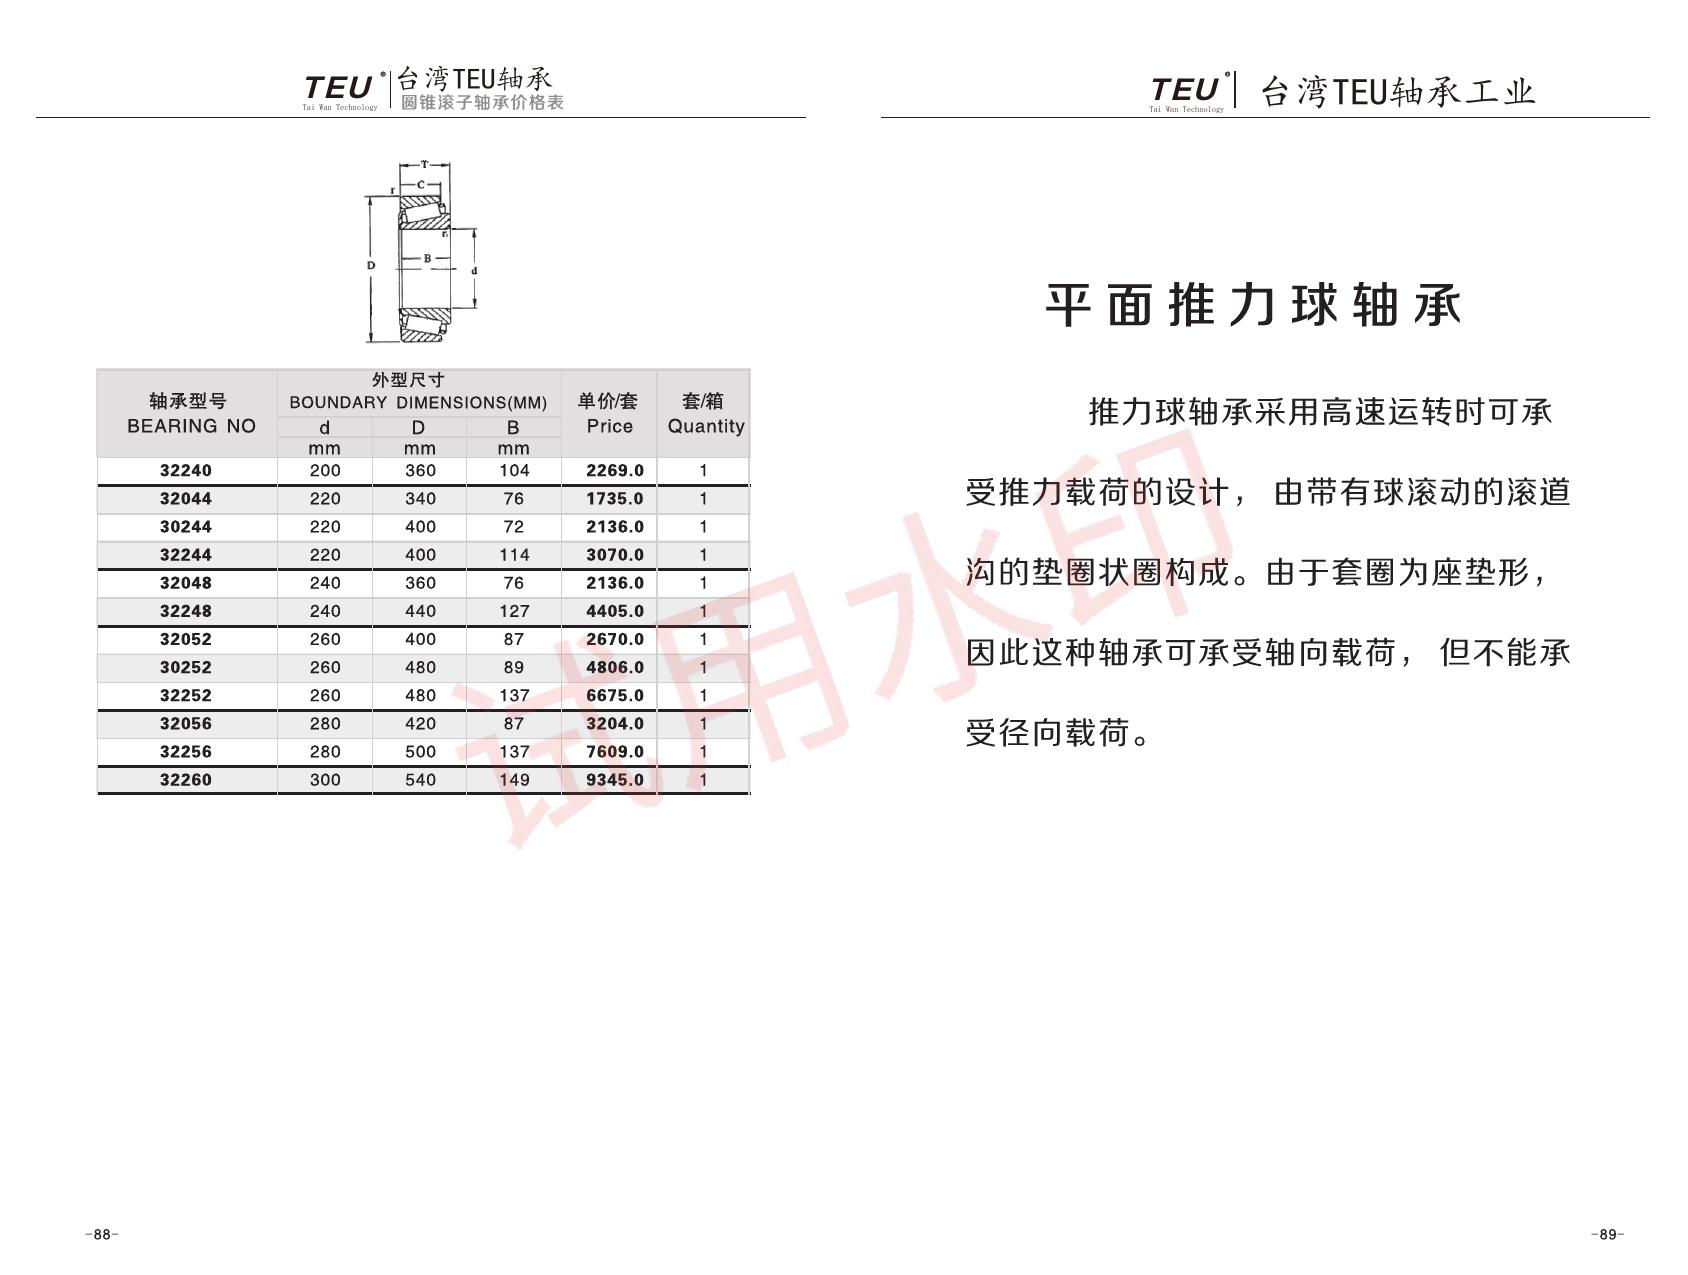 TEU®
Tai Wan Technology
台湾TEU轴承
圆锥滚子轴承价格表
T
C
r
r
B
D
d
轴承型号
BEARING NO
外型尺寸
BOUNDARY DIMENSIONS(MM)
单价/套
Price
套/箱
Quantity
d D B
mm mm mm
32240 200 360 104 2269.0 1
32044 220 340 76 1735.0 1
30244 220 400 72 2136.0 1
32244 220 400 114 3070.0 1
32048 240 360 76 2136.0 1
32248 240 440 127 4405.0 1
32052 260 400 87 2670.0 1
30252 260 480 89 4806.0 1
32252 260 480 137 6675.0 1
32056 280 420 87 3204.0 1
32256 280 500 137 7609.0 1
32260 300 540 149 9345.0 1
-88-
TEU®
Tai Wan Technology
台湾TEU轴承工业
平面推力球轴承
推力球轴承采用高速运转时可承
受推力载荷的设计，由带有球滚动的滚道
沟的垫圈状圈构成。由于套圈为座垫形，
因此这种轴承可承受轴向载荷，但不能承
受径向载荷。
-89-
试用水印